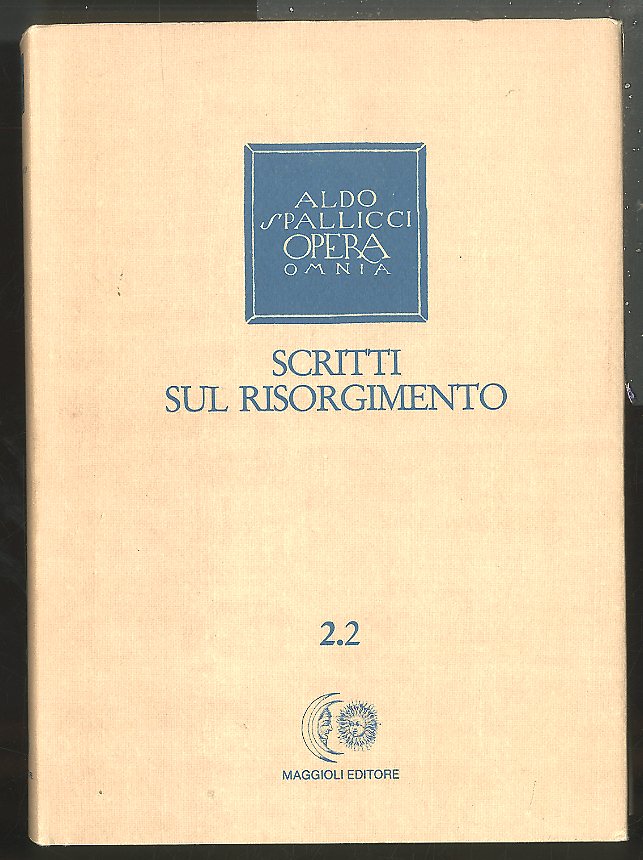 ALDO
SPALLICCI
OPERA
OMNIA
SCRITTI
SUL RISORGIMENTO
2.2
MAGGIOLI EDITORE